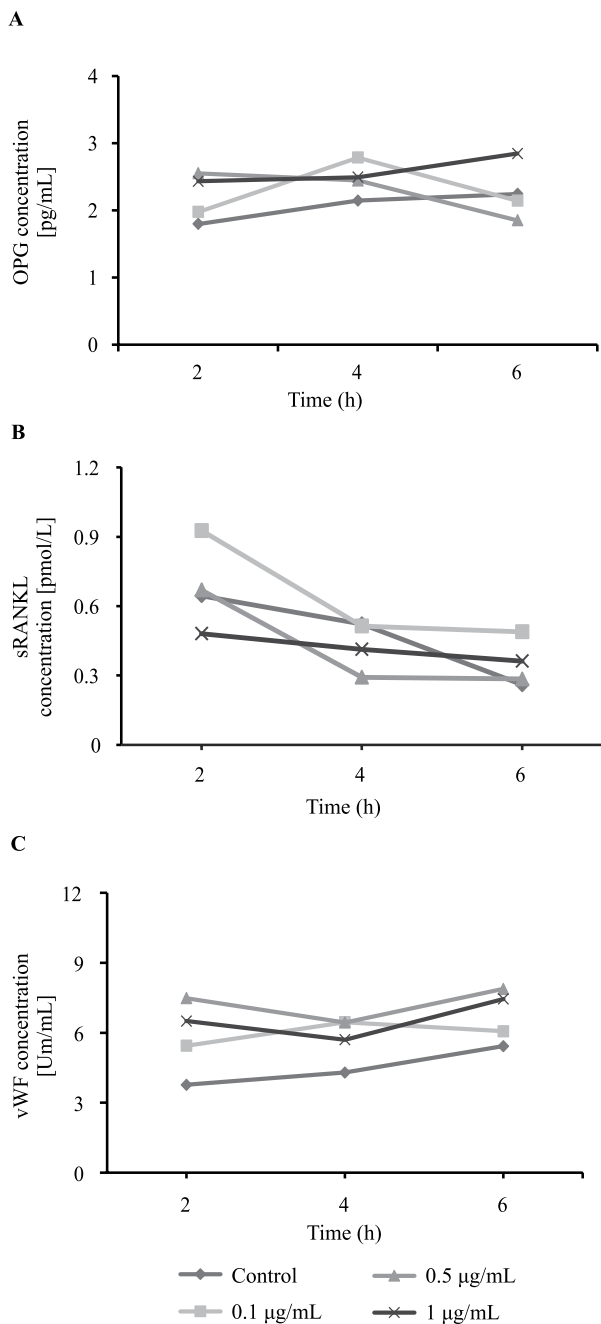 A
4
3
2
1
0
OPG concentration
[pg/mL]
2 4 6
Time (h)
B
1.2
0.9
0.6
0.3
0
sRANKL
concentration [pmol/L]
2 4 6
Time (h)
C
12
9
6
3
0
vWF concentration
[Um/mL]
2 4 6
Time (h)
Control 0.5 μg/mL
0.1 μg/mL 1 μg/mL